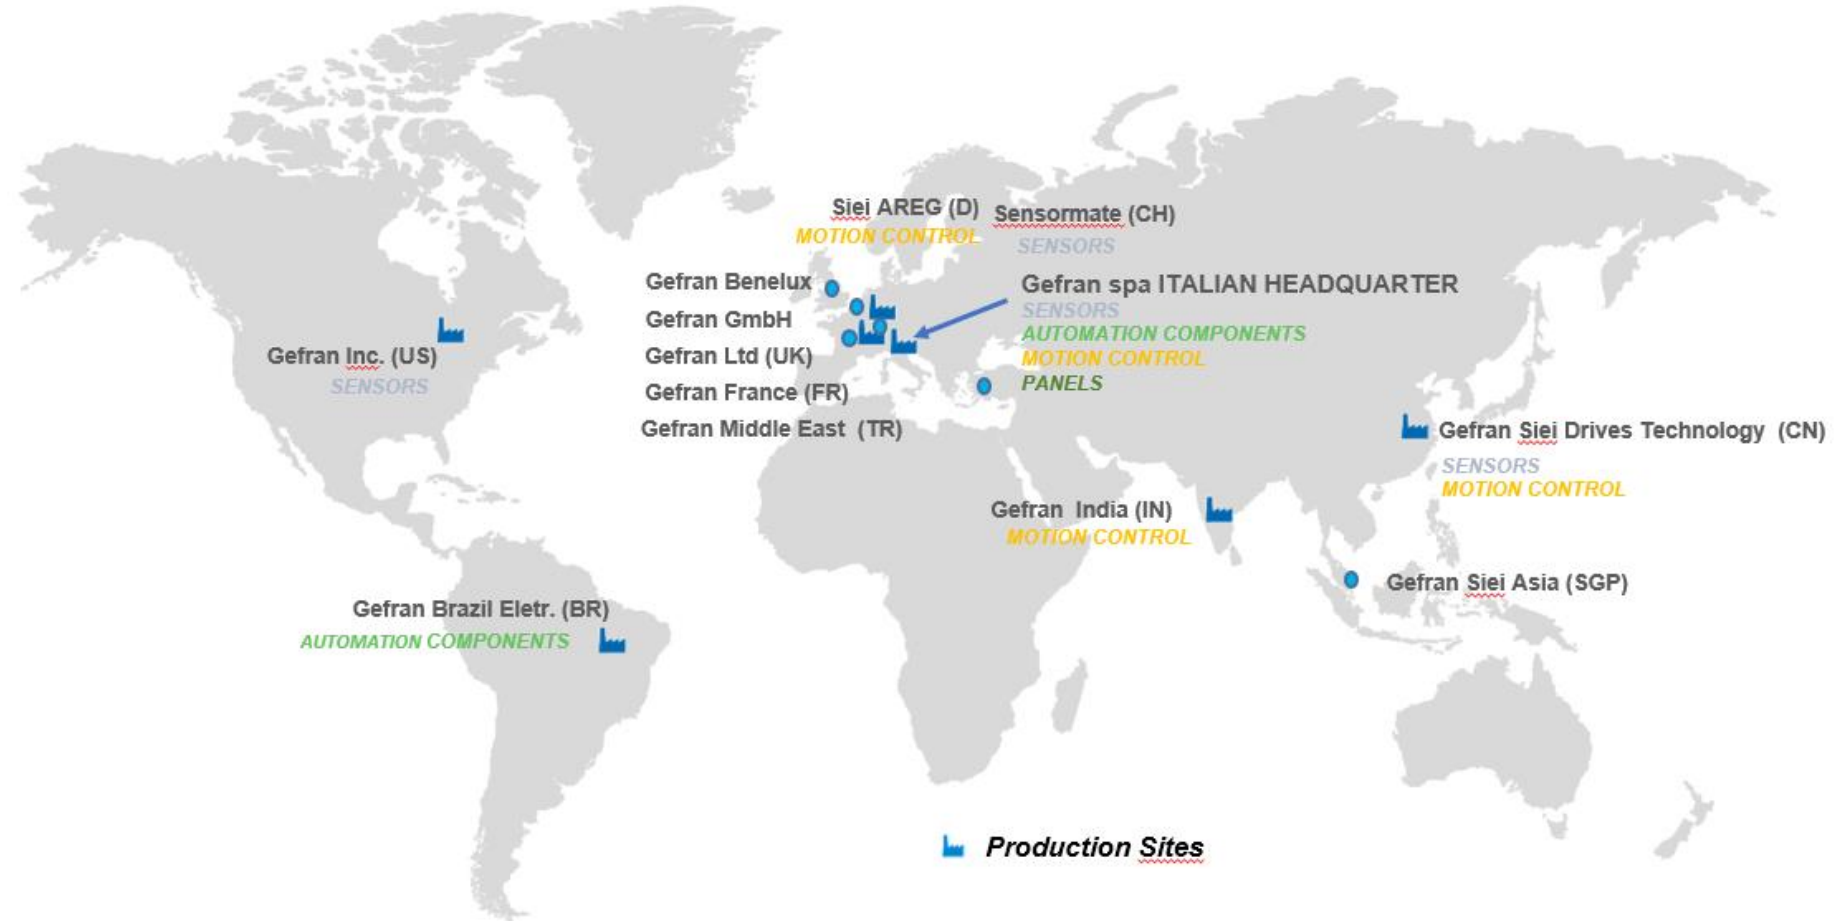 Siei AREG (D)
MOTION CONTROL
Sensormate (CH)
SENSORS
Gefran Benelux
Gefran GmbH
Gefran Ltd (UK)
Gefran France (FR)
Gefran Middle East  (TR)
Gefran spa ITALIAN HEADQUARTER
SENSORS
AUTOMATION COMPONENTS
MOTION CONTROL
PANELS
Gefran Inc. (US)
SENSORS
Gefran Siei Drives Technology  (CN)
SENSORS
MOTION CONTROL
Gefran  India (IN)
MOTION CONTROL
Gefran Siei Asia (SGP)
Gefran Brazil Eletr. (BR)
AUTOMATION COMPONENTS
Production Sites